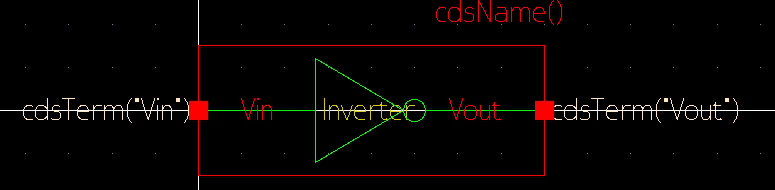 cdsName()
cdsTerm("Vin") Vin Inverter Vout cdsTerm("Vout")